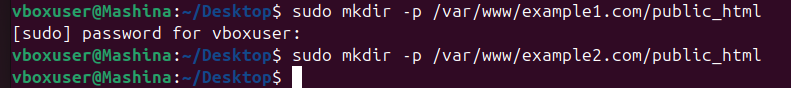 vboxuser@Mashina:~/Desktop$ sudo mkdir -p /var/www/example1.com/public_html
[sudo] password for vboxuser:
vboxuser@Mashina:~/Desktop$ sudo mkdir -p /var/www/example2.com/public_html
vboxuser@Mashina:~/Desktop$